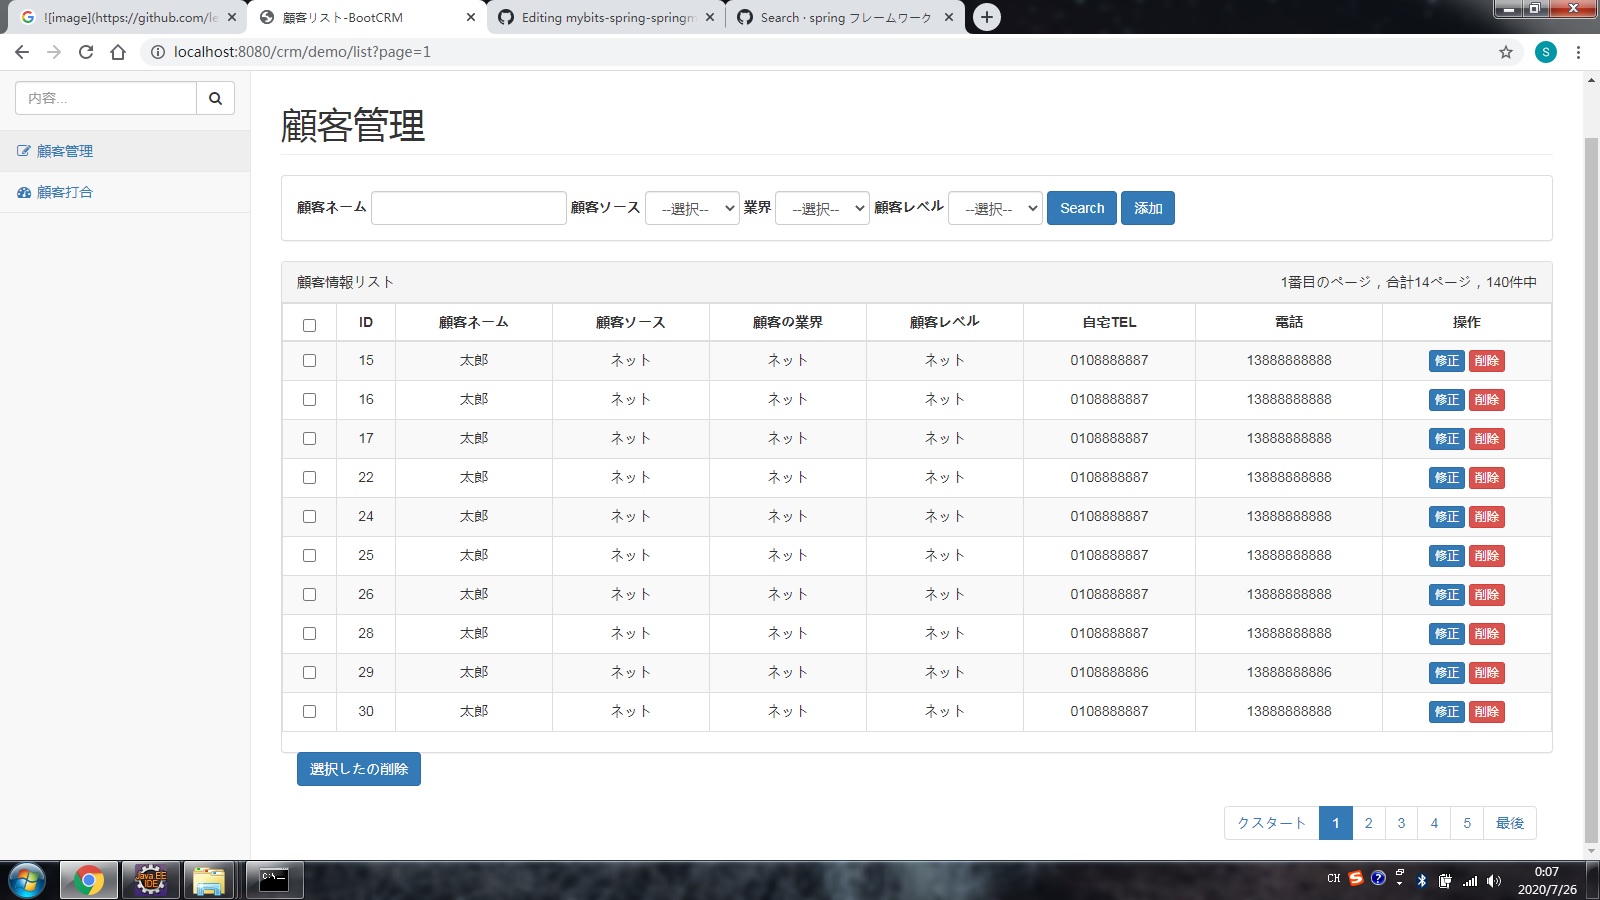 ![image](https://github.com/le
顧客リスト-BootCRM
Editing mybits-spring-springm
Search · spring フレームワーク
localhost:8080/crm/demo/list?page=1
S
内容...
顧客管理
顧客打合
顧客管理
顧客ネーム 顧客ソース --選択-- 業界 --選択-- 顧客レベル --選択-- Search 添加
顧客情報リスト 1番目のページ，合計14ページ，140件中
ID 顧客ネーム 顧客ソース 顧客の業界 顧客レベル 自宅TEL 電話 操作
15 太郎 ネット ネット ネット 0108888887 13888888888 修正 削除
16 太郎 ネット ネット ネット 0108888887 13888888888 修正 削除
17 太郎 ネット ネット ネット 0108888887 13888888888 修正 削除
22 太郎 ネット ネット ネット 0108888887 13888888888 修正 削除
24 太郎 ネット ネット ネット 0108888887 13888888888 修正 削除
25 太郎 ネット ネット ネット 0108888887 13888888888 修正 削除
26 太郎 ネット ネット ネット 0108888887 13888888888 修正 削除
28 太郎 ネット ネット ネット 0108888887 13888888888 修正 削除
29 太郎 ネット ネット ネット 0108888886 13888888886 修正 削除
30 太郎 ネット ネット ネット 0108888887 13888888888 修正 削除
選択したの削除
クスタート 1 2 3 4 5 最後
Java EE
IDE
C:\_
CH
0:07
2020/7/26